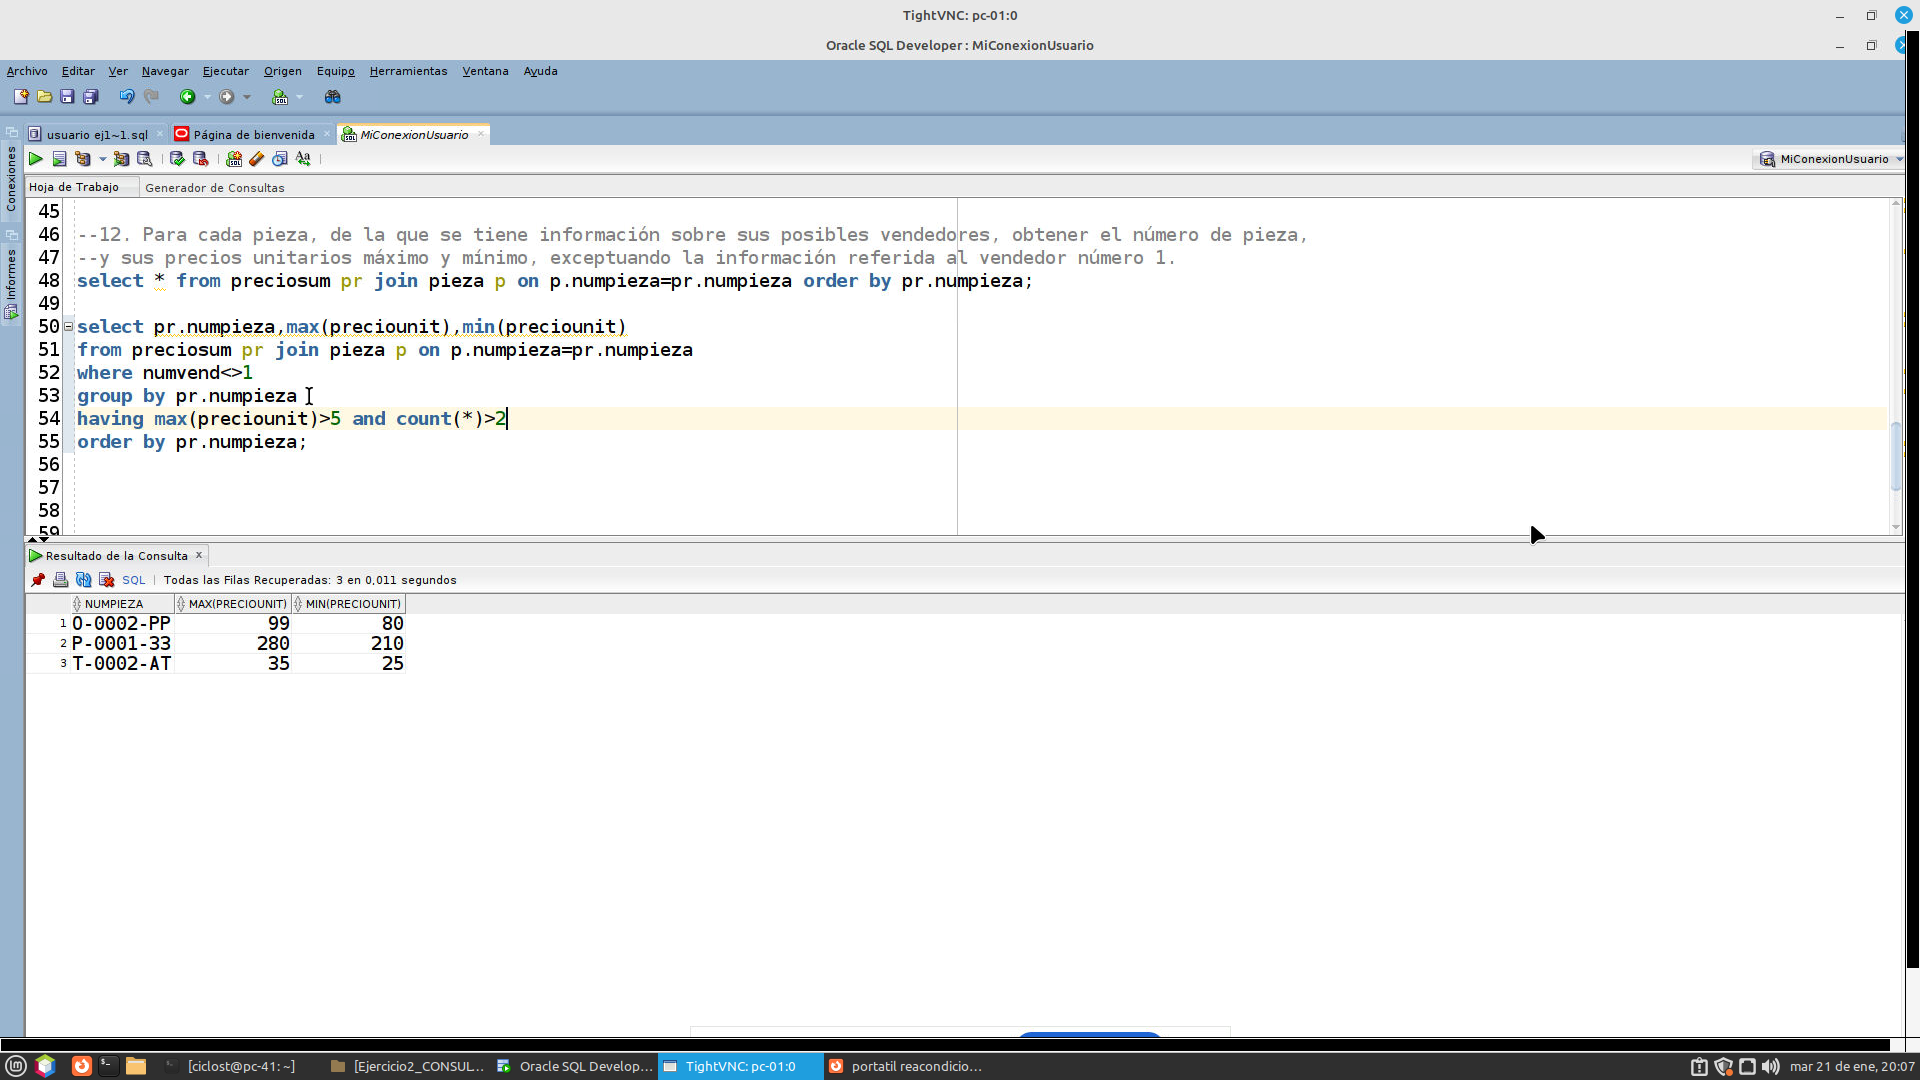 TightVNC: pc-01:0
Oracle SQL Developer : MiConexionUsuario
Archivo Editar Ver Navegar Ejecutar Origen Equipo Herramientas Ventana Ayuda
usuario ej1~1.sql Página de bienvenida MiConexionUsuario
MiConexionUsuario
Conexiones
Informes
Hoja de Trabajo Generador de Consultas
45
46 --12. Para cada pieza, de la que se tiene información sobre sus posibles vendedores, obtener el número de pieza,
47 --y sus precios unitarios máximo y mínimo, exceptuando la información referida al vendedor número 1.
48 select * from preciosum pr join pieza p on p.numpieza=pr.numpieza order by pr.numpieza;
49
50 select pr.numpieza,max(preciounit),min(preciounit)
51 from preciosum pr join pieza p on p.numpieza=pr.numpieza
52 where numvend<>1
53 group by pr.numpieza
54 having max(preciounit)>5 and count(*)>2
55 order by pr.numpieza;
56
57
58
59
Resultado de la Consulta
SQL | Todas las Filas Recuperadas: 3 en 0,011 segundos
NUMPIEZA MAX(PRECIOUNIT) MIN(PRECIOUNIT)
1 O-0002-PP 99 80
2 P-0001-33 280 210
3 T-0002-AT 35 25
[ciclost@pc-41: ~] [Ejercicio2_CONSUL... Oracle SQL Develop... TightVNC: pc-01:0 portatil reacondicio... mar 21 de ene, 20:07